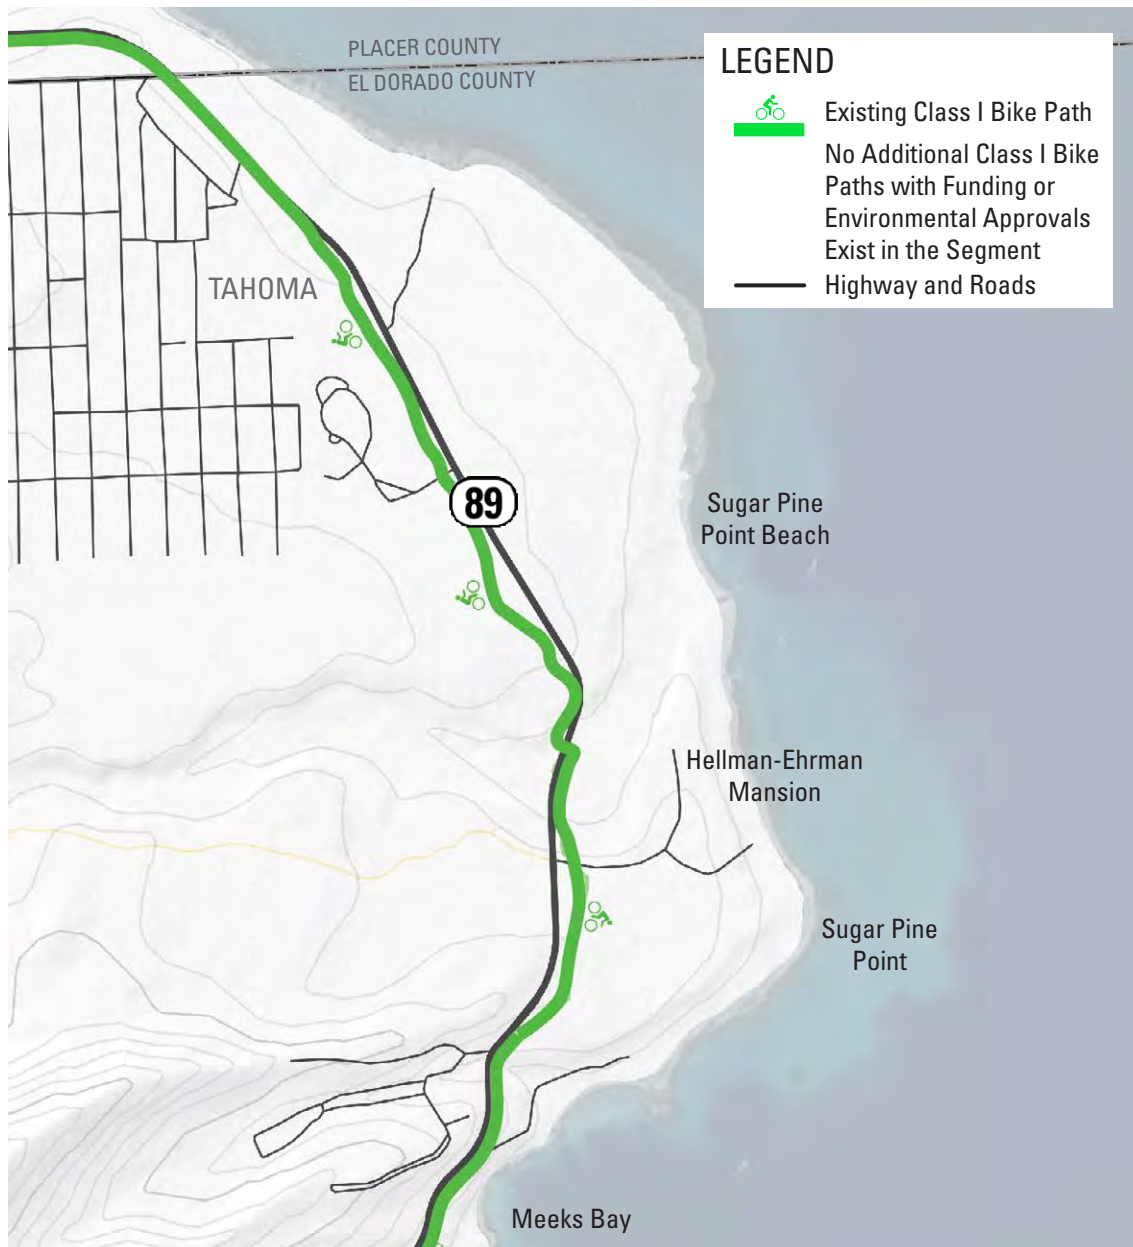 PLACER COUNTY
EL DORADO COUNTY
LEGEND
Existing Class I Bike Path
No Additional Class I Bike
Paths with Funding or
Environmental Approvals
Exist in the Segment
Highway and Roads
TAHOMA
89
Sugar Pine
Point Beach
Hellman-Ehrman
Mansion
Sugar Pine
Point
Meeks Bay